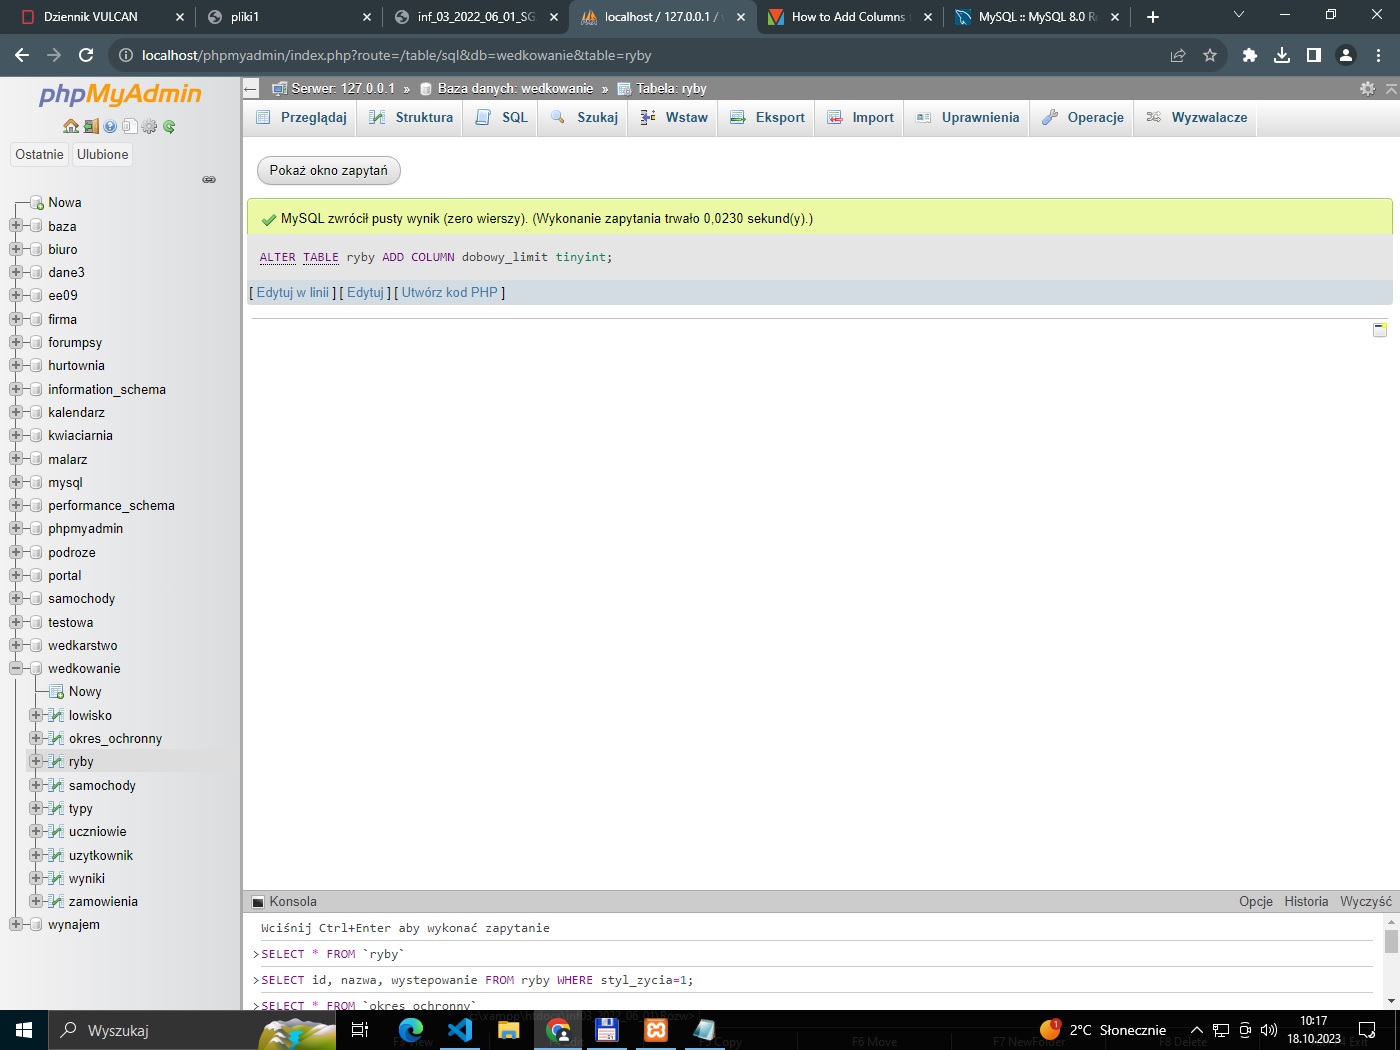 Dziennik VULCAN
pliki1
inf_03_2022_06_01_SG
localhost / 127.0.0.1 /
How to Add Columns
MySQL :: MySQL 8.0 R
localhost/phpmyadmin/index.php?route=/table/sql&db=wedkowanie&table=ryby
phpMyAdmin
Ostatnie Ulubione
Nowa
baza
biuro
dane3
ee09
firma
forumpsy
hurtownia
information_schema
kalendarz
kwiaciarnia
malarz
mysql
performance_schema
phpmyadmin
podroze
portal
samochody
testowa
wedkarstwo
wedkowanie
Nowy
lowisko
okres_ochronny
ryby
samochody
typy
uczniowie
uzytkownik
wyniki
zamowienia
wynajem
Serwer: 127.0.0.1 » Baza danych: wedkowanie » Tabela: ryby
Przeglądaj Struktura SQL Szukaj Wstaw Eksport Import Uprawnienia Operacje Wyzwalacze
Pokaż okno zapytań
MySQL zwrócił pusty wynik (zero wierszy). (Wykonanie zapytania trwało 0,0230 sekund(y).)
ALTER TABLE ryby ADD COLUMN dobowy_limit tinyint;
[ Edytuj w linii ] [ Edytuj ] [ Utwórz kod PHP ]
Konsola Opcje Historia Wyczyść
Wciśnij Ctrl+Enter aby wykonać zapytanie
>SELECT * FROM `ryby`
>SELECT id, nazwa, wystepowanie FROM ryby WHERE styl_zycia=1;
>SELECT * FROM `okres_ochronny`
Wyszukaj
F6 Move F7 NewFolder F8 Delete
1
2°C Słonecznie
10:17
18.10.2023